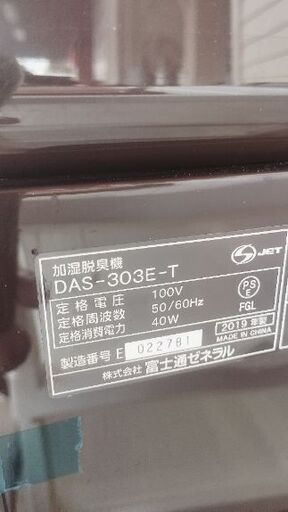 加湿脱臭機
DAS-303E-T
JET
定格電圧 100V
定格周波数 50/60Hz
定格消費電力 40W
PS
E
FGL
2019年製
MADE IN CHINA
製造番号 E 022781
株式会社 富士通ゼネラル